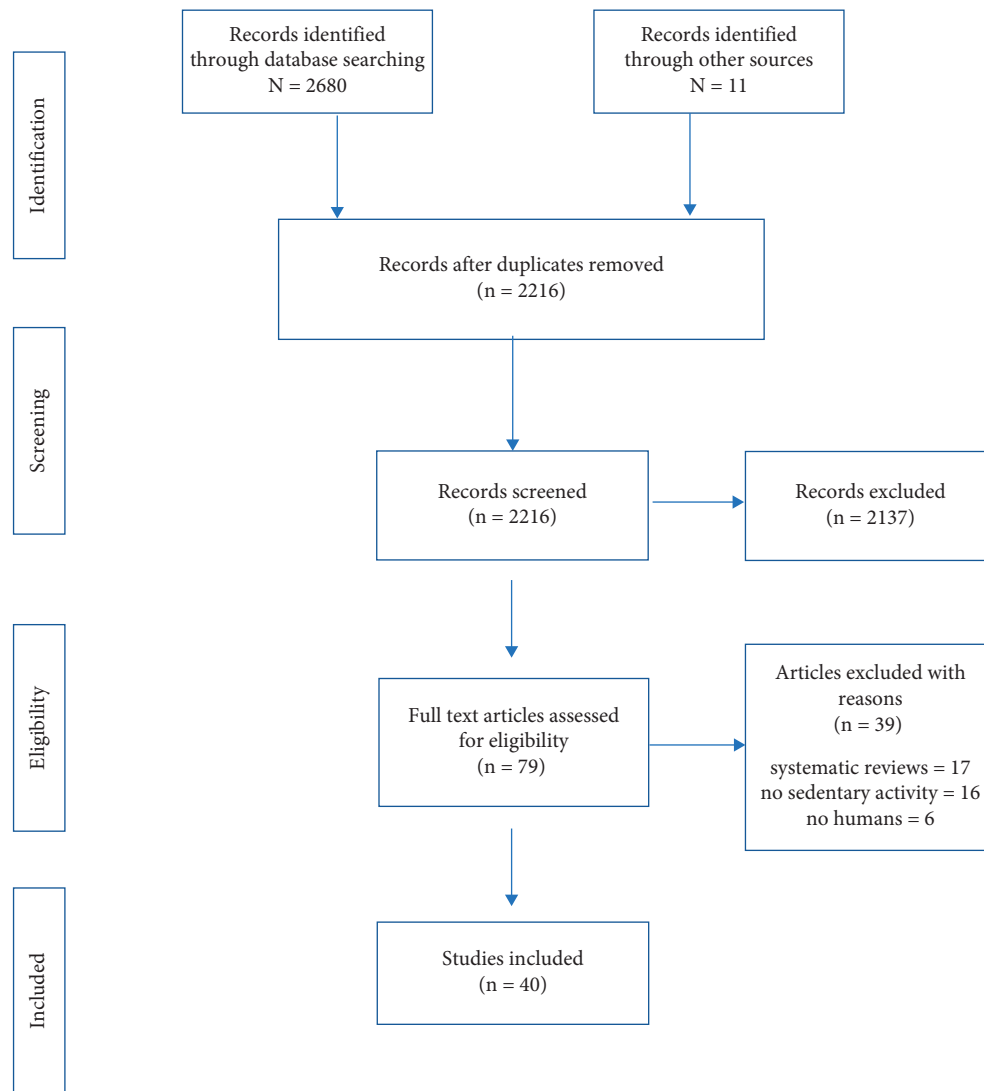 Identification
Records identified
through database searching
N = 2680
Records identified
through other sources
N = 11
Records after duplicates removed
(n = 2216)
Screening
Records screened
(n = 2216)
Records excluded
(n = 2137)
Eligibility
Full text articles assessed
for eligibility
(n = 79)
Articles excluded with
reasons
(n = 39)
systematic reviews = 17
no sedentary activity = 16
no humans = 6
Included
Studies included
(n = 40)